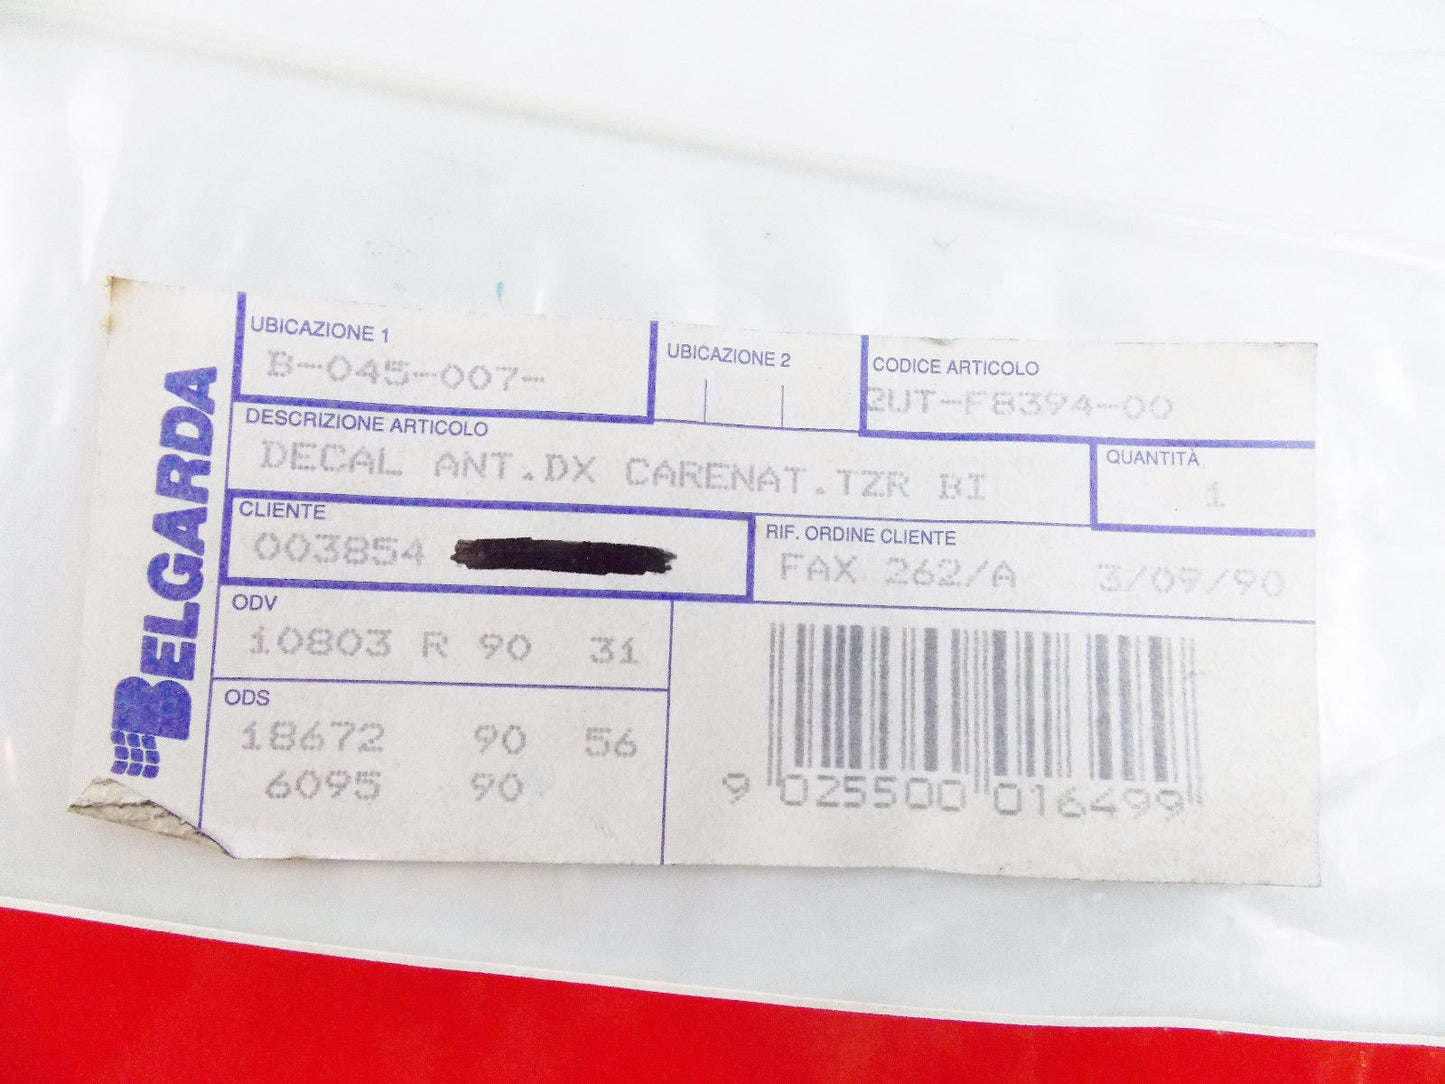 BELGARDA
UBICAZIONE 1
B-045-007-
UBICAZIONE 2
CODICE ARTICOLO
2UT-F8394-00
DESCRIZIONE ARTICOLO
DECAL ANT.DX CARENAT.TZR BI
QUANTITÀ
1
CLIENTE
003854
RIF. ORDINE CLIENTE
FAX 262/A 3/09/90
ODV
10803 R 90 31
ODS
18672 90 56
6095 90
9 025500 016499